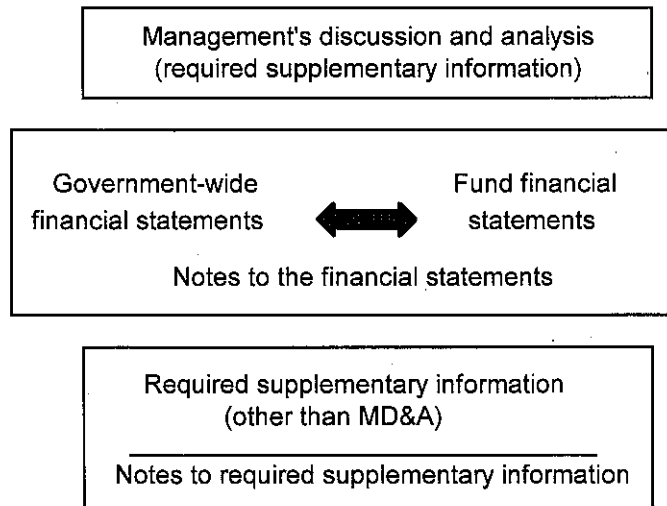 Management's discussion and analysis
(required supplementary information)
Government-wide
financial statements
Fund financial
statements
Notes to the financial statements
Required supplementary information
(other than MD&A)
Notes to required supplementary information